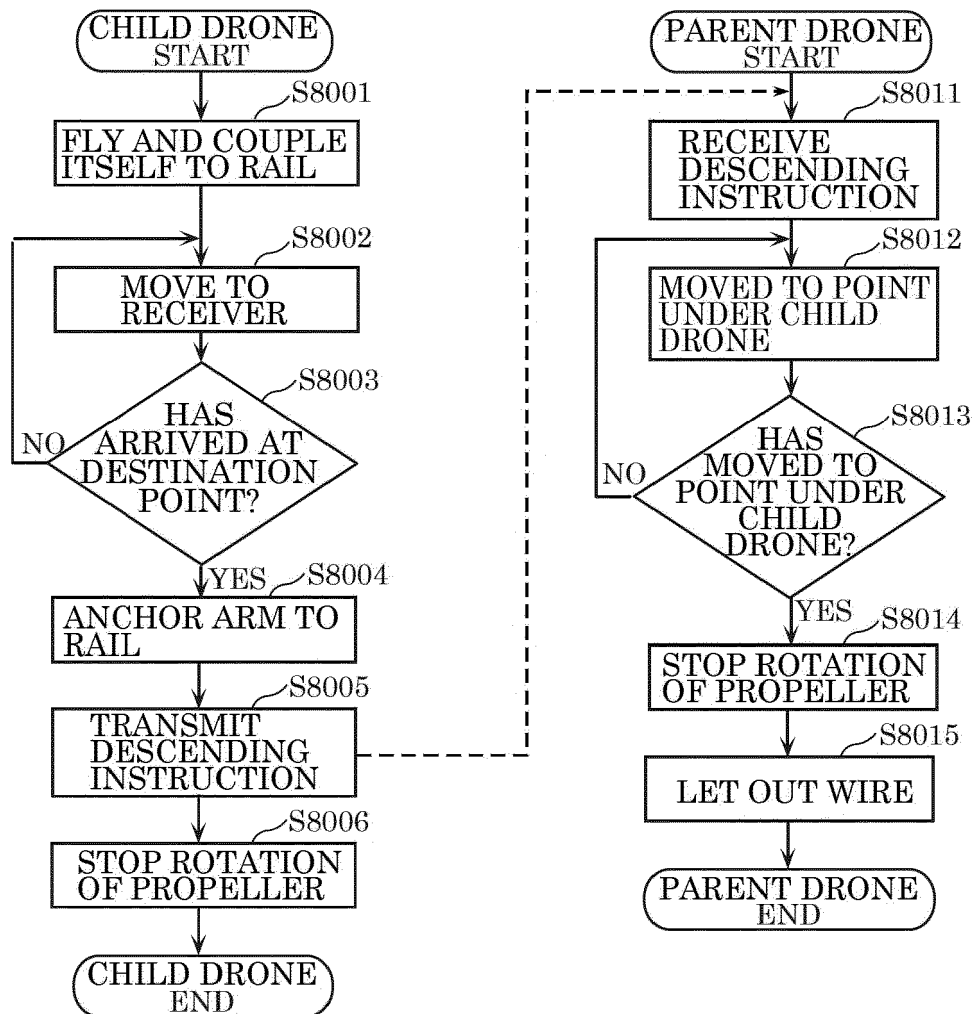 CHILD DRONE
START
S8001
FLY AND COUPLE
ITSELF TO RAIL
S8002
MOVE TO
RECEIVER
S8003
HAS
ARRIVED AT
DESTINATION
POINT?
NO
YES
S8004
ANCHOR ARM TO
RAIL
S8005
TRANSMIT
DESCENDING
INSTRUCTION
S8006
STOP ROTATION
OF PROPELLER
CHILD DRONE
END
PARENT DRONE
START
S8011
RECEIVE
DESCENDING
INSTRUCTION
S8012
MOVED TO POINT
UNDER CHILD
DRONE
S8013
HAS
MOVED TO
POINT UNDER
CHILD
DRONE?
NO
YES
S8014
STOP ROTATION
OF PROPELLER
S8015
LET OUT WIRE
PARENT DRONE
END